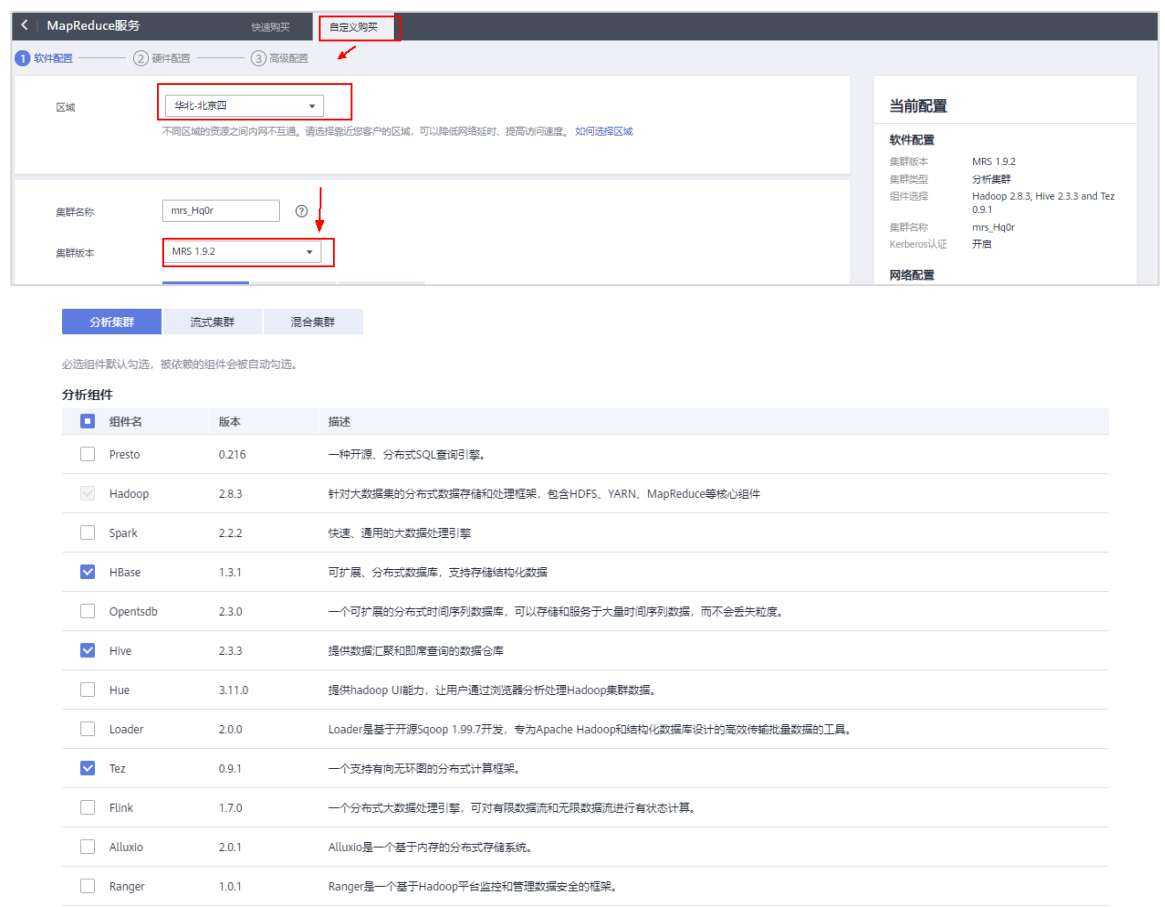 MapReduce服务 快速购买 自定义购买
1 软件配置 2 硬件配置 3 高级配置
区域 华北-北京四
不同区域的资源之间内网不互通。请选择靠近您客户的区域，可以降低网络延时、提高访问速度。 如何选择区域
集群名称 mrs_Hq0r
集群版本 MRS 1.9.2
当前配置
软件配置
集群版本 MRS 1.9.2
集群类型 分析集群
组件选择 Hadoop 2.8.3, Hive 2.3.3 and Tez
0.9.1
集群名称 mrs_Hq0r
Kerberos认证 开启
网络配置
分析集群 流式集群 混合集群
必选组件默认勾选，被依赖的组件会被自动勾选。
分析组件
组件名 版本 描述
Presto 0.216 一种开源、分布式SQL查询引擎。
Hadoop 2.8.3 针对大数据集的分布式数据存储和处理框架，包含HDFS、YARN、MapReduce等核心组件
Spark 2.2.2 快速、通用的大数据处理引擎
HBase 1.3.1 可扩展、分布式数据库，支持存储结构化数据
Opentsdb 2.3.0 一个可扩展的分布式时间序列数据库，可以存储和服务于大量时间序列数据，而不会丢失粒度。
Hive 2.3.3 提供数据汇聚和即席查询的数据仓库
Hue 3.11.0 提供hadoop UI能力，让用户通过浏览器分析处理Hadoop集群数据。
Loader 2.0.0 Loader是基于开源Sqoop 1.99.7开发，专为Apache Hadoop和结构化数据库设计的高效传输批量数据的工具。
Tez 0.9.1 一个支持有向无环图的分布式计算框架。
Flink 1.7.0 一个分布式大数据处理引擎，可对有限数据流和无限数据流进行有状态计算。
Alluxio 2.0.1 Alluxio是一个基于内存的分布式存储系统。
Ranger 1.0.1 Ranger是一个基于Hadoop平台监控和管理数据安全的框架。